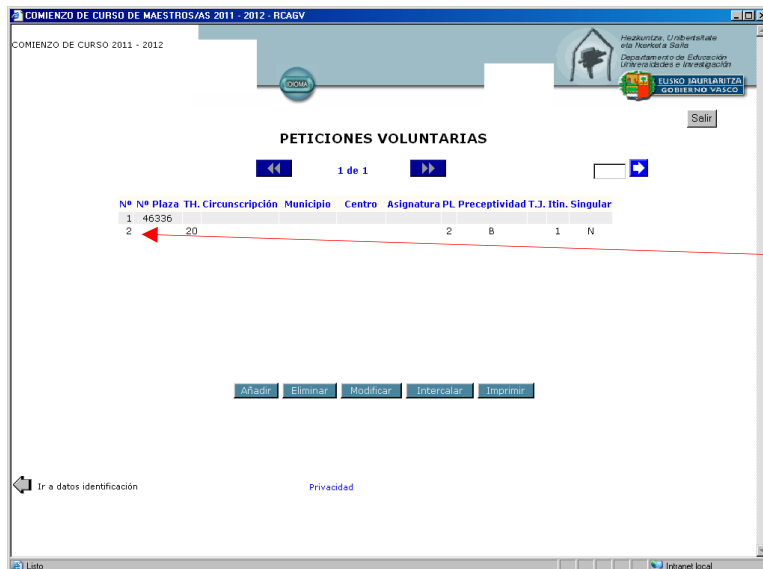 COMIENZO DE CURSO DE MAESTROS/AS 2011 - 2012 - RCAGV
COMIENZO DE CURSO 2011 - 2012
Hezkuntza, Unibertsitate
eta Ikerketa Saila
Departamento de Educación
Universidades e Investigación
EUSKO JAURLARITZA
GOBIERNO VASCO
IDIOMA
Salir
PETICIONES VOLUNTARIAS
1 de 1
Nº Nº Plaza TH. Circunscripción Municipio Centro Asignatura PL Preceptividad T.J. Itin. Singular
1 46336
2 20 2 B 1 N
Añadir Eliminar Modificar Intercalar Imprimir
Ir a datos identificación
Privacidad
Listo
Intranet local